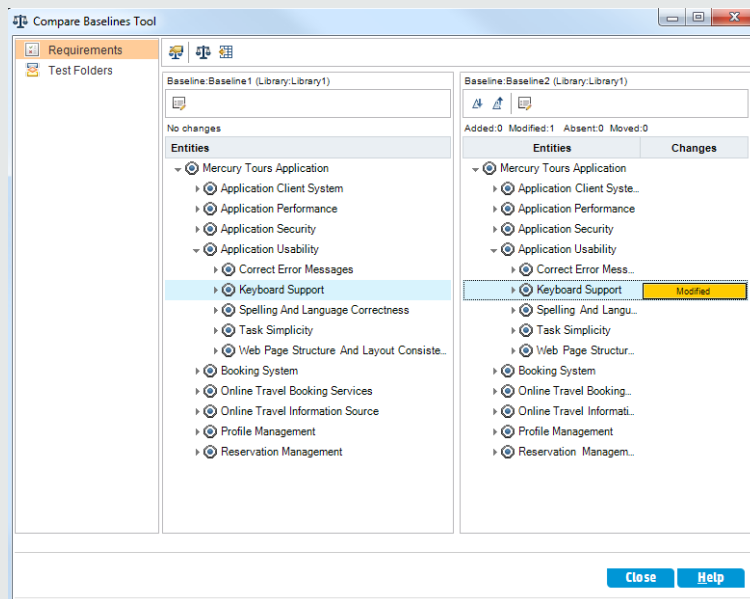 Compare Baselines Tool
Requirements
Test Folders
Baseline:Baseline1 (Library:Library1)
No changes
Entities
Mercury Tours Application
Application Client System
Application Performance
Application Security
Application Usability
Correct Error Messages
Keyboard Support
Spelling And Language Correctness
Task Simplicity
Web Page Structure And Layout Consiste...
Booking System
Online Travel Booking Services
Online Travel Information Source
Profile Management
Reservation Management
Baseline:Baseline2 (Library:Library1)
Added:0 Modified:1 Absent:0 Moved:0
Entities Changes
Mercury Tours Application
Application Client Syste...
Application Performance
Application Security
Application Usability
Correct Error Mess...
Keyboard Support Modified
Spelling And Langu...
Task Simplicity
Web Page Structur...
Booking System
Online Travel Booking...
Online Travel Informati...
Profile Management
Reservation Managem...
Close Help